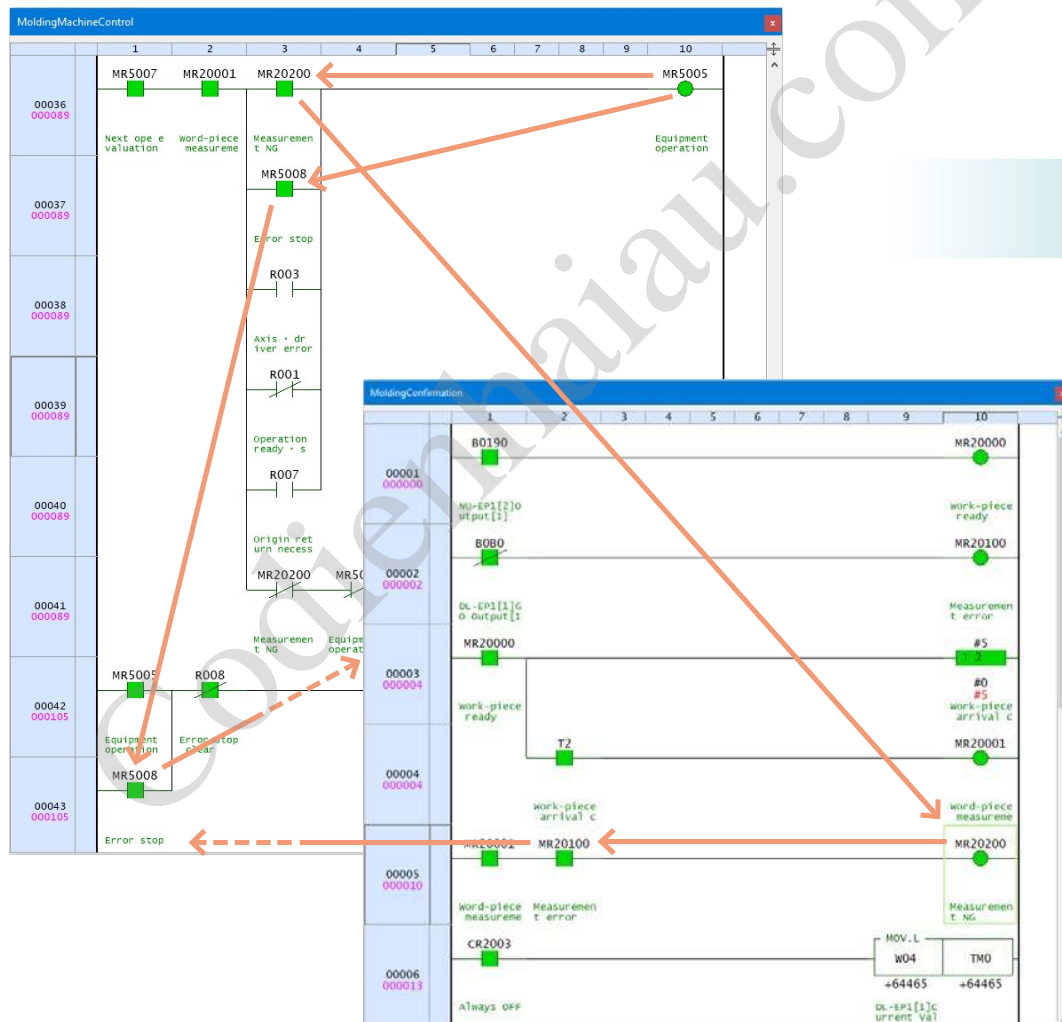 MoldingMachineControl
1 2 3 4 5 6 7 8 9 10
MR5007 MR20001 MR20200 MR5005
00036
000089
Next ope e
valuation
Word-piece
measureme
Measuremen
t NG
Equipment
operation
MR5008
00037
000089
Error stop
R003
00038
000089
Axis · dr
iver error
R001
00039
000089
Operation
ready · s
R007
00040
000089
Origin ret
urn necess
MR20200
00041
000089
Measuremen
t NG
Equipm
operat
MR5005 R008
00042
000105
Equipment
operation
Error stop
clear
MR5008
00043
000105
Error stop
MoldingConfirmation
1 2 3 4 5 6 7 8 9 10
B0190 MR20000
00001
000000
NU-EP1[2]O
utput[1]
work-piece
ready
B0B0 MR20100
00002
000002
DL-EP1[1]G
O Output[1
Measuremen
t error
MR20000 #5
T 2
00003
000004
#0
#5
work-piece
ready
work-piece
arrival c
T2 MR20001
00004
000004
work-piece
arrival c
Word-piece
measureme
MR20001 MR20100 MR20200
00005
000010
Word-piece
measureme
Measuremen
t error
Measuremen
t NG
CR2003 MOV.L
W04 TM0
00006
000013
+64465 +64465
Always OFF
DL-EP1[1]C
urrent Val
Codienhaiau.com